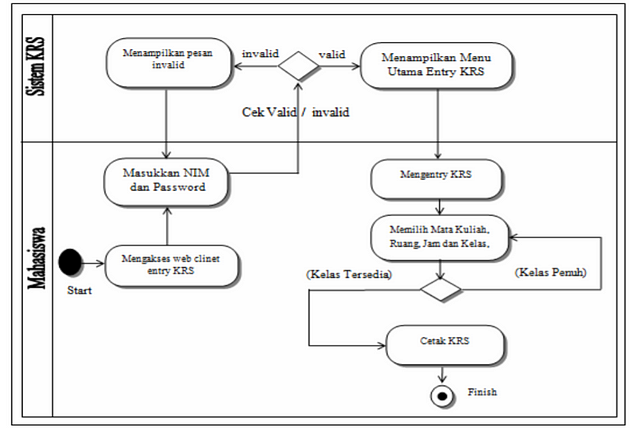 Sistem KRS
Menampilkan pesan
invalid
invalid
valid
Menampilkan Menu
Utama Entry KRS
Cek Valid / invalid
Mahasiswa
Masukkan NIM
dan Password
Mengakses web clinet
entry KRS
Start
Mengentry KRS
Memilih Mata Kuliah,
Ruang, Jam dan Kelas,
(Kelas Tersedia)
(Kelas Penuh)
Cetak KRS
Finish